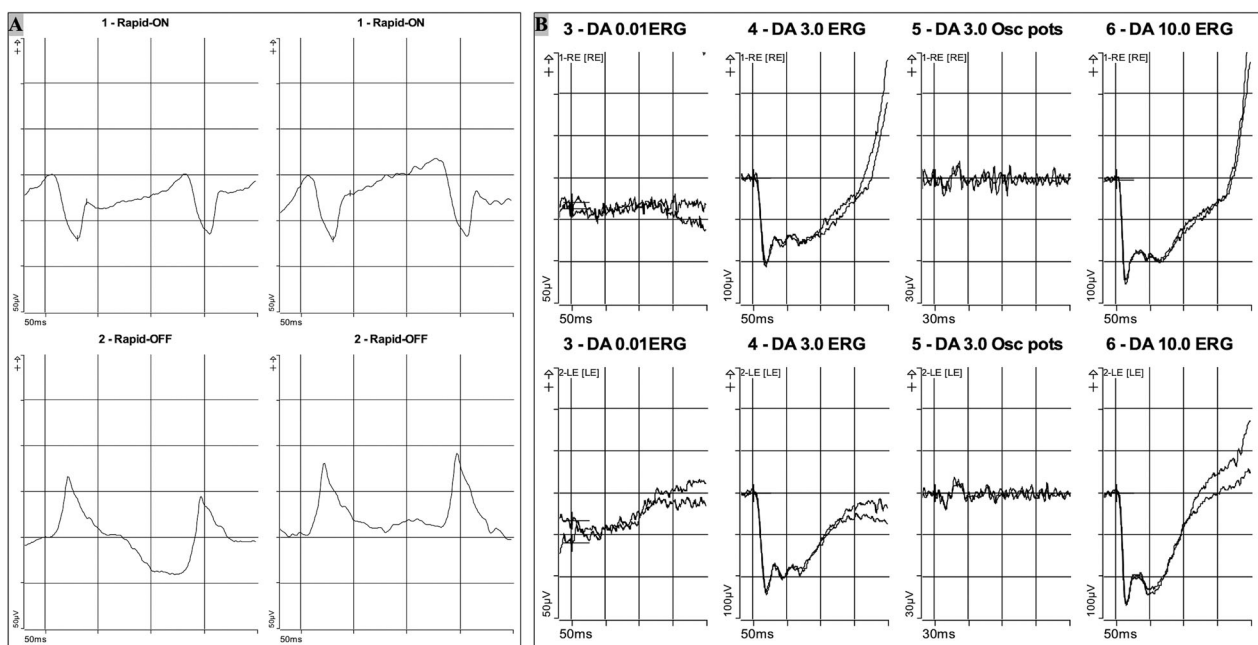 A
1 - Rapid-ON
1 - Rapid-ON
50µV
50ms
50µV
50ms
2 - Rapid-OFF
2 - Rapid-OFF
50µV
50ms
50µV
50ms
B
3 - DA 0.01ERG
4 - DA 3.0 ERG
5 - DA 3.0 Osc pots
6 - DA 10.0 ERG
1-RE [RE]
1-RE [RE]
1-RE [RE]
1-RE [RE]
50µV
100µV
30µV
100µV
50ms
50ms
30ms
50ms
3 - DA 0.01ERG
4 - DA 3.0 ERG
5 - DA 3.0 Osc pots
6 - DA 10.0 ERG
2-LE [LE]
2-LE [LE]
2-LE [LE]
2-LE [LE]
50µV
100µV
30µV
100µV
50ms
50ms
30ms
50ms